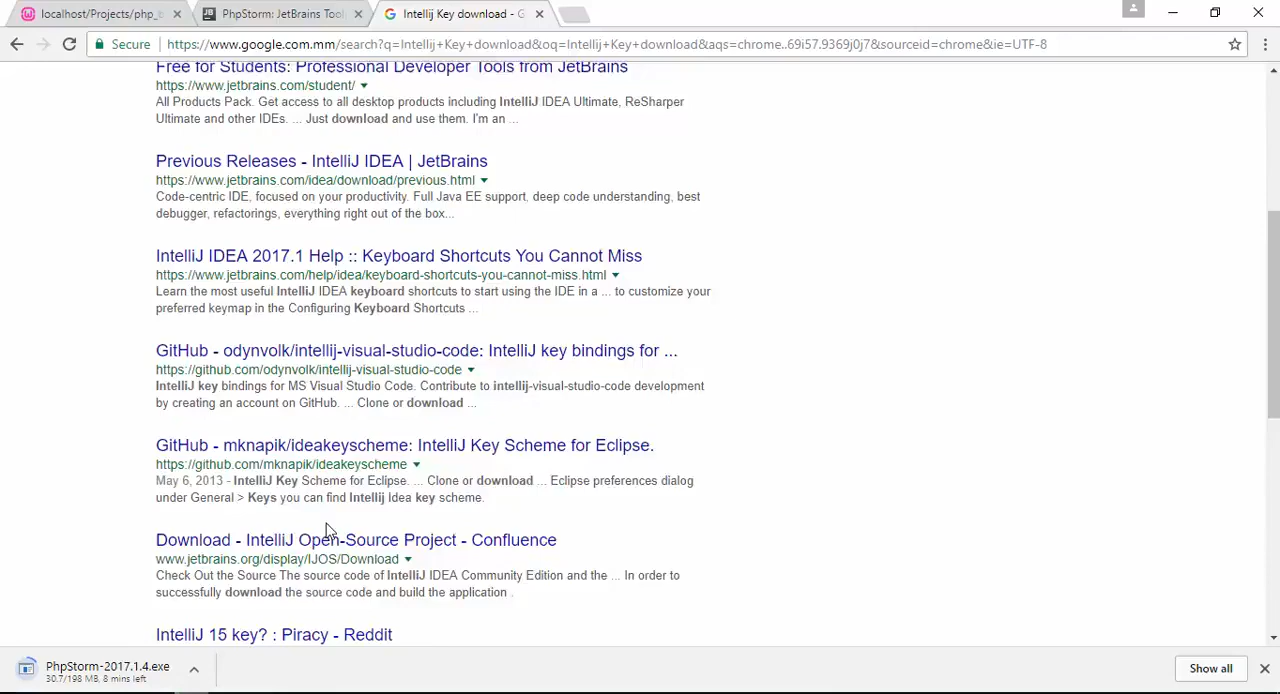 localhost/Projects/php_t
PhpStorm: JetBrains Tool
Intellij Key download - G
Secure
https://www.google.com.mm/search?q=Intellij+Key+download&oq=Intellij+Key+download&aqs=chrome..69i57.9369j0j7&sourceid=chrome&ie=UTF-8
Free for Students: Professional Developer Tools from JetBrains
https://www.jetbrains.com/student/
All Products Pack. Get access to all desktop products including IntelliJ IDEA Ultimate, ReSharper
Ultimate and other IDEs. ... Just download and use them. I'm an ...
Previous Releases - IntelliJ IDEA | JetBrains
https://www.jetbrains.com/idea/download/previous.html
Code-centric IDE, focused on your productivity. Full Java EE support, deep code understanding, best
debugger, refactorings, everything right out of the box...
IntelliJ IDEA 2017.1 Help :: Keyboard Shortcuts You Cannot Miss
https://www.jetbrains.com/help/idea/keyboard-shortcuts-you-cannot-miss.html
Learn the most useful IntelliJ IDEA keyboard shortcuts to start using the IDE in a ... to customize your
preferred keymap in the Configuring Keyboard Shortcuts ...
GitHub - odynvolk/intellij-visual-studio-code: IntelliJ key bindings for ...
https://github.com/odynvolk/intellij-visual-studio-code
IntelliJ key bindings for MS Visual Studio Code. Contribute to intellij-visual-studio-code development
by creating an account on GitHub. ... Clone or download ...
GitHub - mknapik/ideakeyscheme: IntelliJ Key Scheme for Eclipse.
https://github.com/mknapik/ideakeyscheme
May 6, 2013 - IntelliJ Key Scheme for Eclipse. ... Clone or download ... Eclipse preferences dialog
under General > Keys you can find Intellij Idea key scheme.
Download - IntelliJ Open-Source Project - Confluence
www.jetbrains.org/display/IJOS/Download
Check Out the Source The source code of IntelliJ IDEA Community Edition and the ... In order to
successfully download the source code and build the application .
IntelliJ 15 key? : Piracy - Reddit
PhpStorm-2017.1.4.exe
30.7/198 MB, 8 mins left
Show all